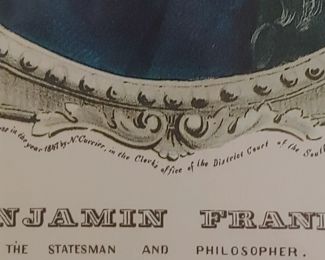 in the year 1847 by N. Currier, in the Clerks office of the District Court of the South
NJAMIN FRAN
THE STATESMAN AND PHILOSOPHER.